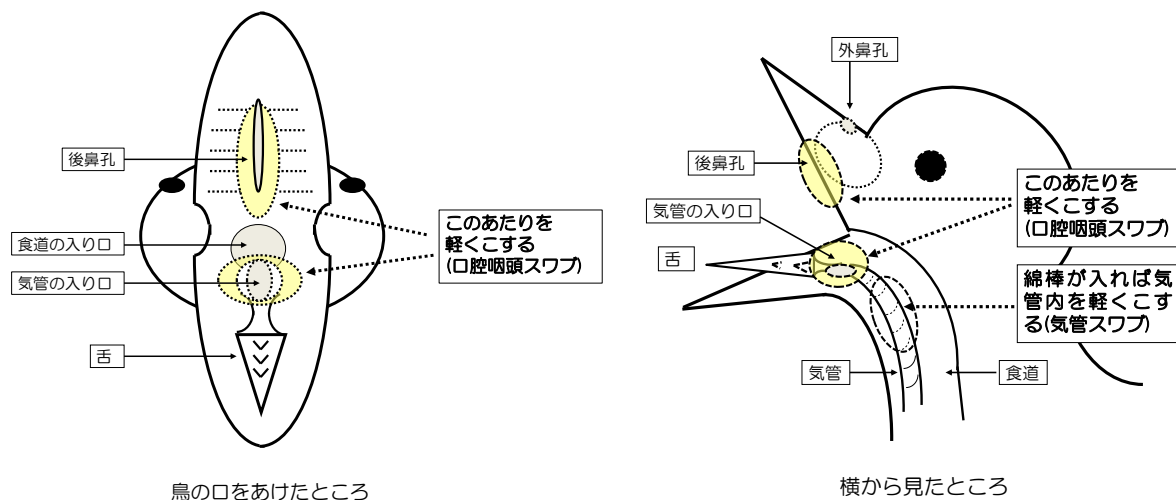 後鼻孔
食道の入り口
気管の入り口
舌
このあたりを
軽くこする
(口腔咽頭スワブ)
鳥の口をあけたところ
外鼻孔
後鼻孔
気管の入り口
舌
このあたりを
軽くこする
(口腔咽頭スワブ)
綿棒が入れば気
管内を軽くこす
る(気管スワブ)
気管
食道
横から見たところ